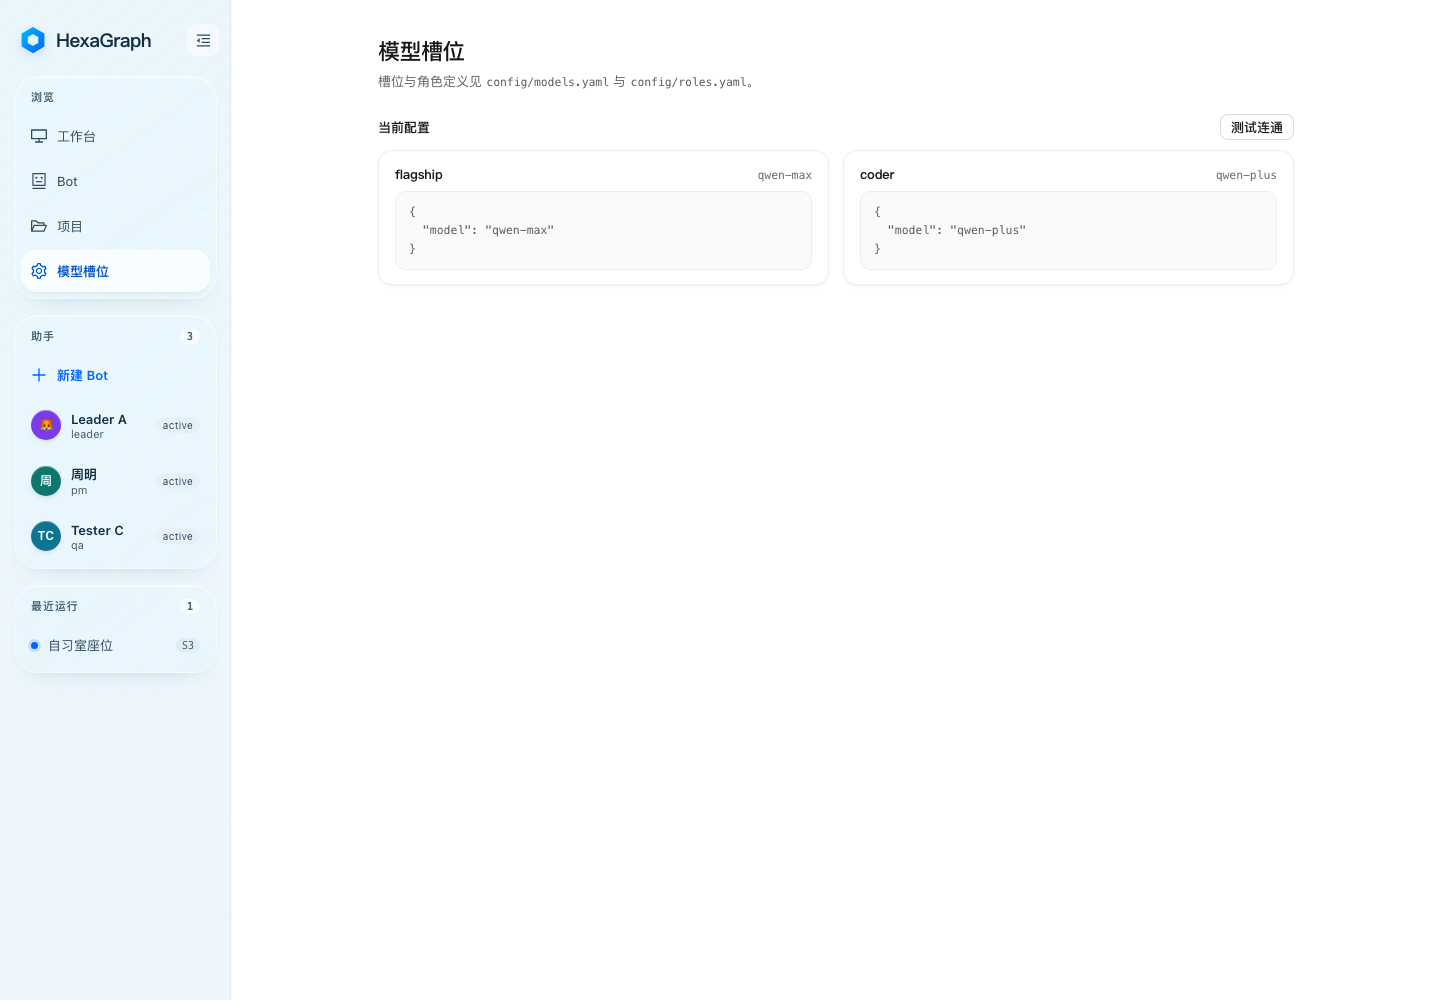 HexaGraph
浏览
工作台
Bot
项目
模型槽位
助手 3
新建 Bot
Leader A
leader
active
周 周明
pm
active
TC Tester C
qa
active
最近运行 1
自习室座位 S3
模型槽位
槽位与角色定义见 config/models.yaml 与 config/roles.yaml。
当前配置 测试连通
flagship qwen-max
{
"model": "qwen-max"
}
coder qwen-plus
{
"model": "qwen-plus"
}